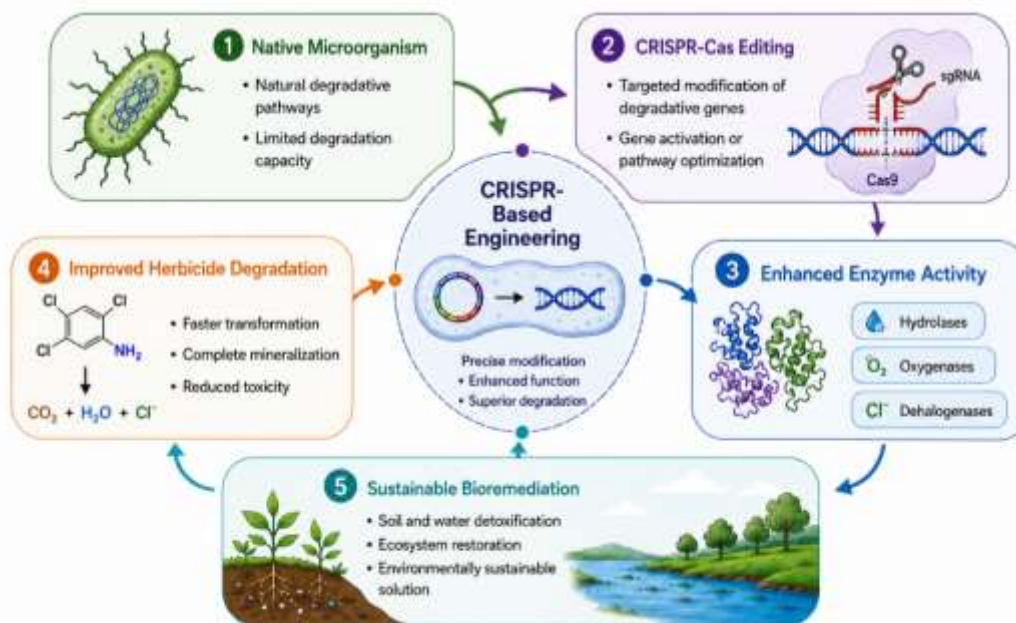 1 Native Microorganism
• Natural degradative
pathways
• Limited degradation
capacity
2 CRISPR-Cas Editing
• Targeted modification of
degradative genes
• Gene activation or
pathway optimization
sgRNA
Cas9
CRISPR-
Based
Engineering
Precise modification
• Enhanced function
• Superior degradation
3 Enhanced Enzyme Activity
Hydrolases
O₂ Oxygenases
Cl⁻ Dehalogenases
4 Improved Herbicide Degradation
Cl
Cl
Cl
NH₂
CO₂ + H₂O + Cl⁻
• Faster transformation
• Complete mineralization
• Reduced toxicity
5 Sustainable Bioremediation
• Soil and water detoxification
• Ecosystem restoration
• Environmentally sustainable
solution